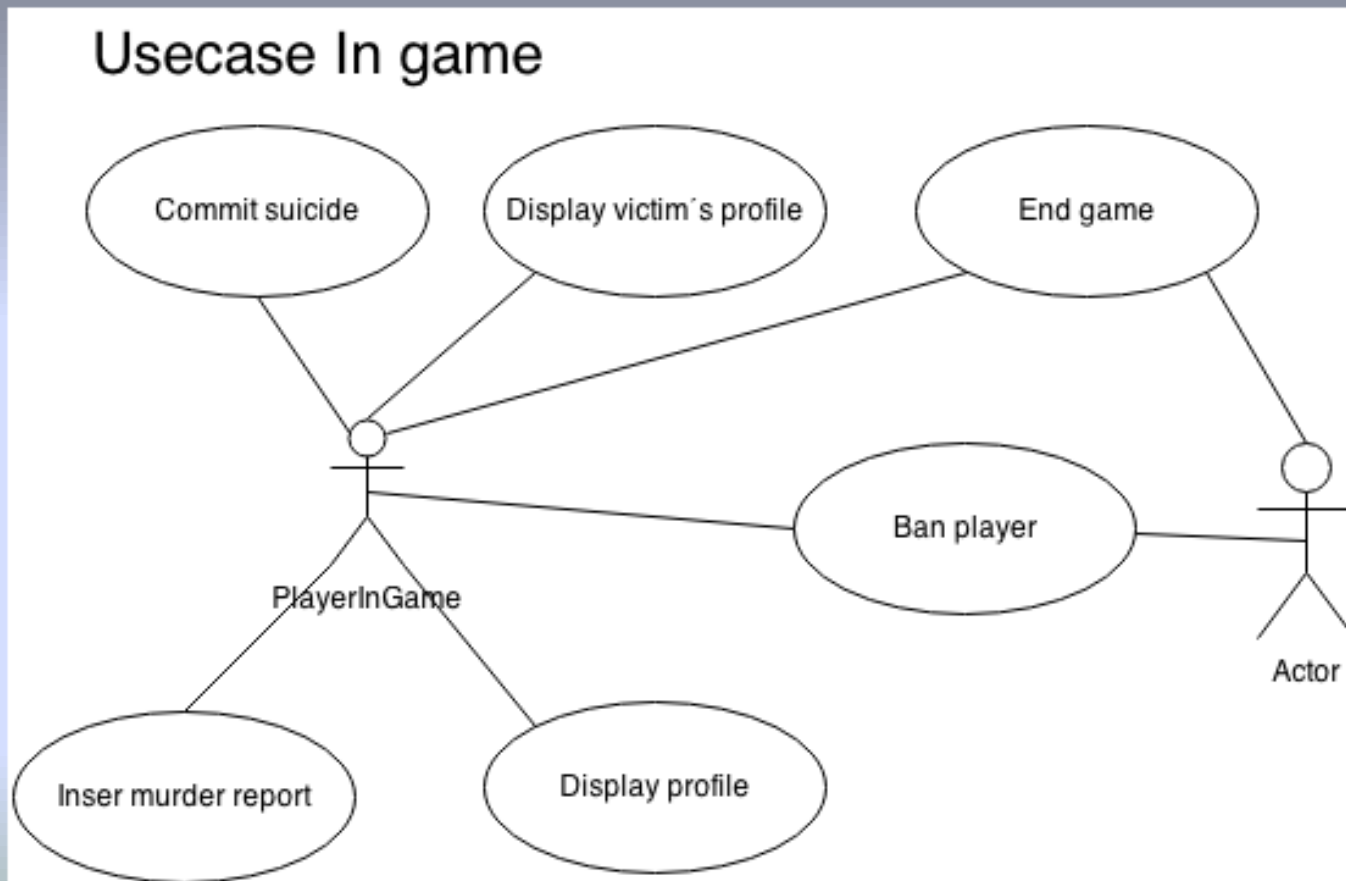 Usecase In game
Commit suicide
Display victim´s profile
End game
Ban player
PlayerInGame
Actor
Inser murder report
Display profile